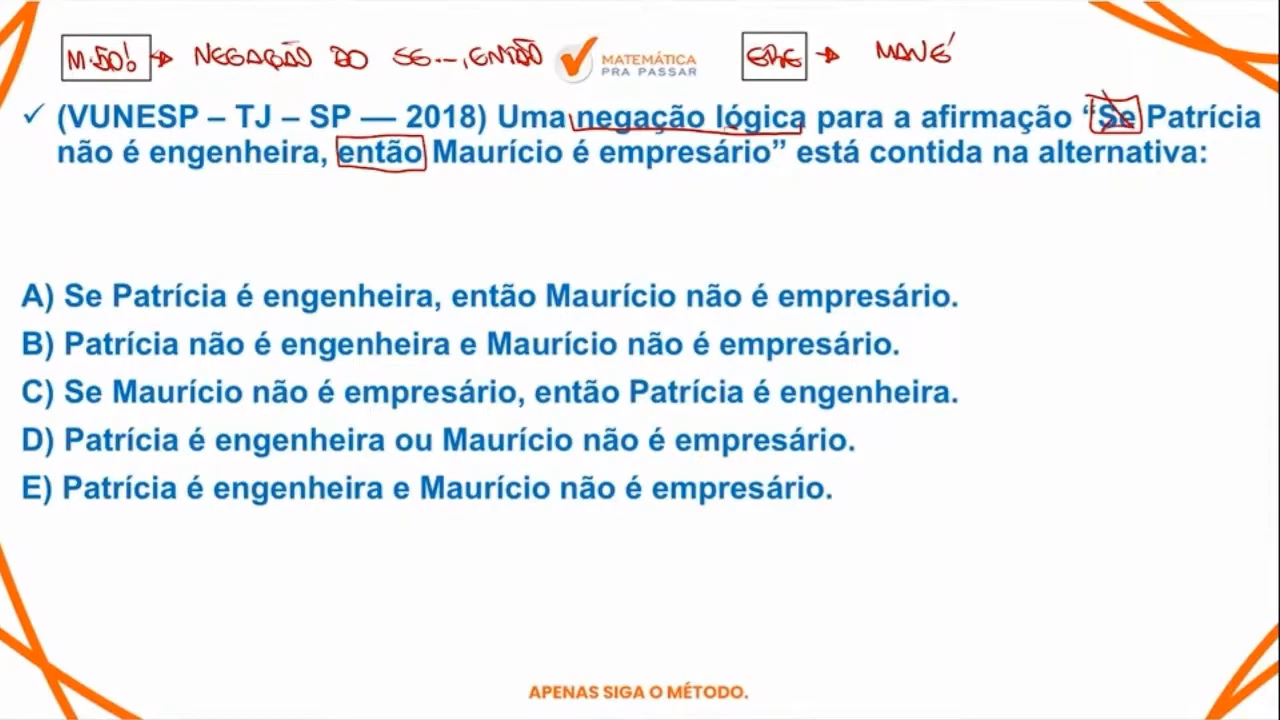 NEGAÇÃO DO SE..., ENTÃO
MATEMÁTICA
PRA PASSAR
MANÉ
✓ (VUNESP – TJ – SP — 2018) Uma negação lógica para a afirmação “Se Patrícia
não é engenheira, então Maurício é empresário” está contida na alternativa:
A) Se Patrícia é engenheira, então Maurício não é empresário.
B) Patrícia não é engenheira e Maurício não é empresário.
C) Se Maurício não é empresário, então Patrícia é engenheira.
D) Patrícia é engenheira ou Maurício não é empresário.
E) Patrícia é engenheira e Maurício não é empresário.
APENAS SIGA O MÉTODO.